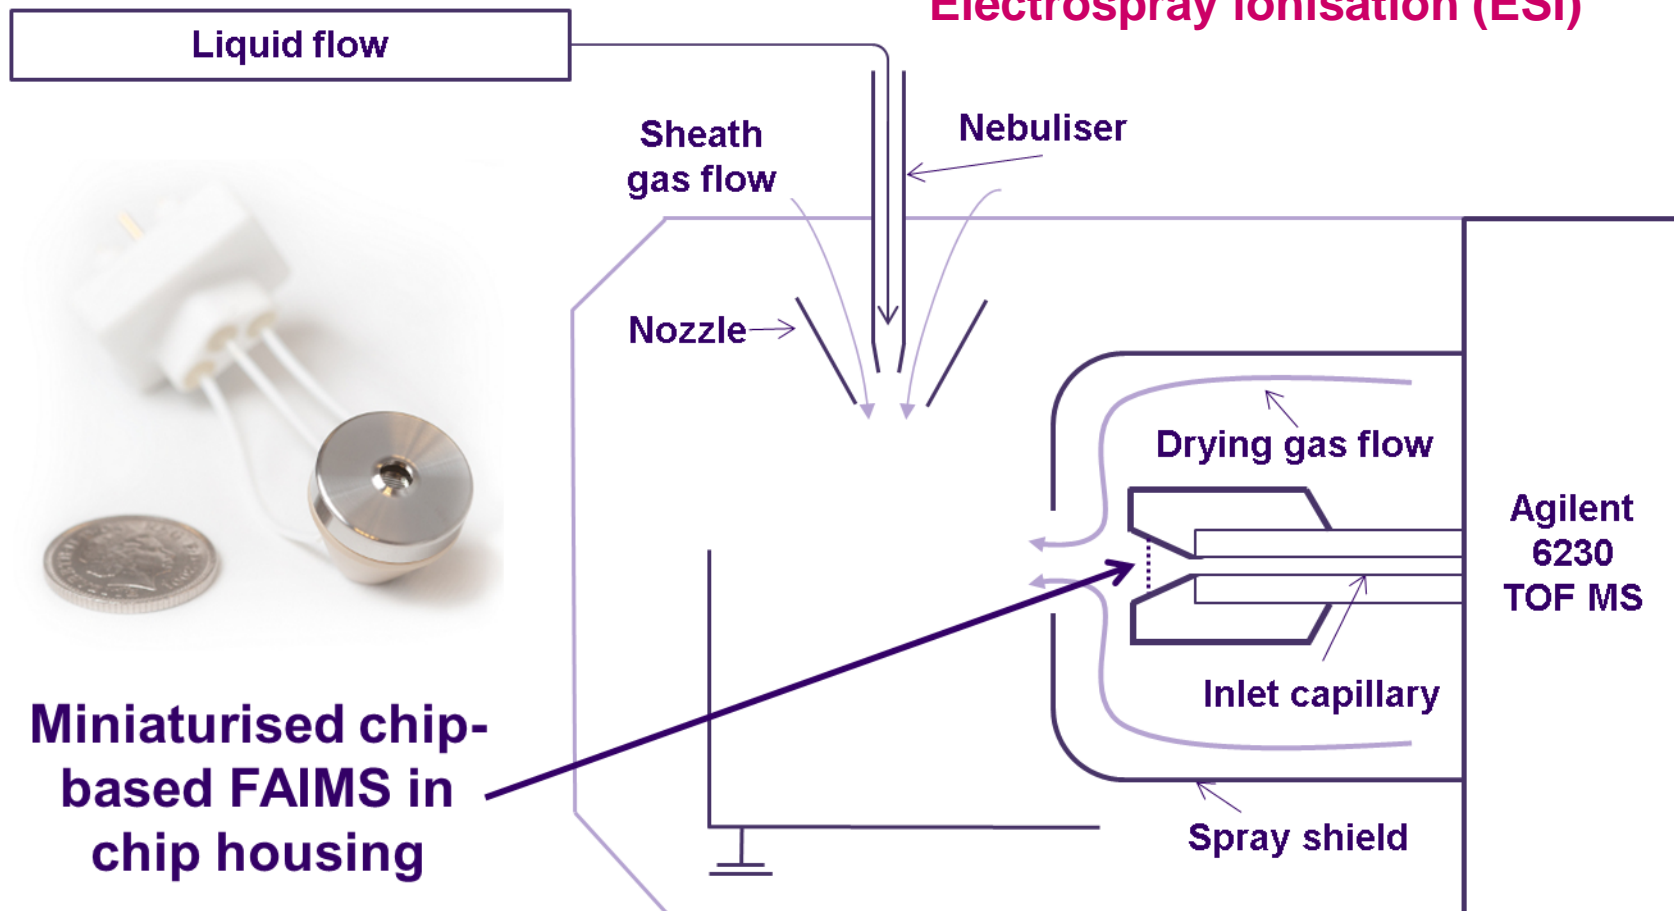 Electrospray Ionisation (ESI)
Liquid flow
Sheath
gas flow
Nebuliser
Nozzle
Drying gas flow
Agilent
6230
TOF MS
Inlet capillary
Miniaturised chip-
based FAIMS in
chip housing
Spray shield